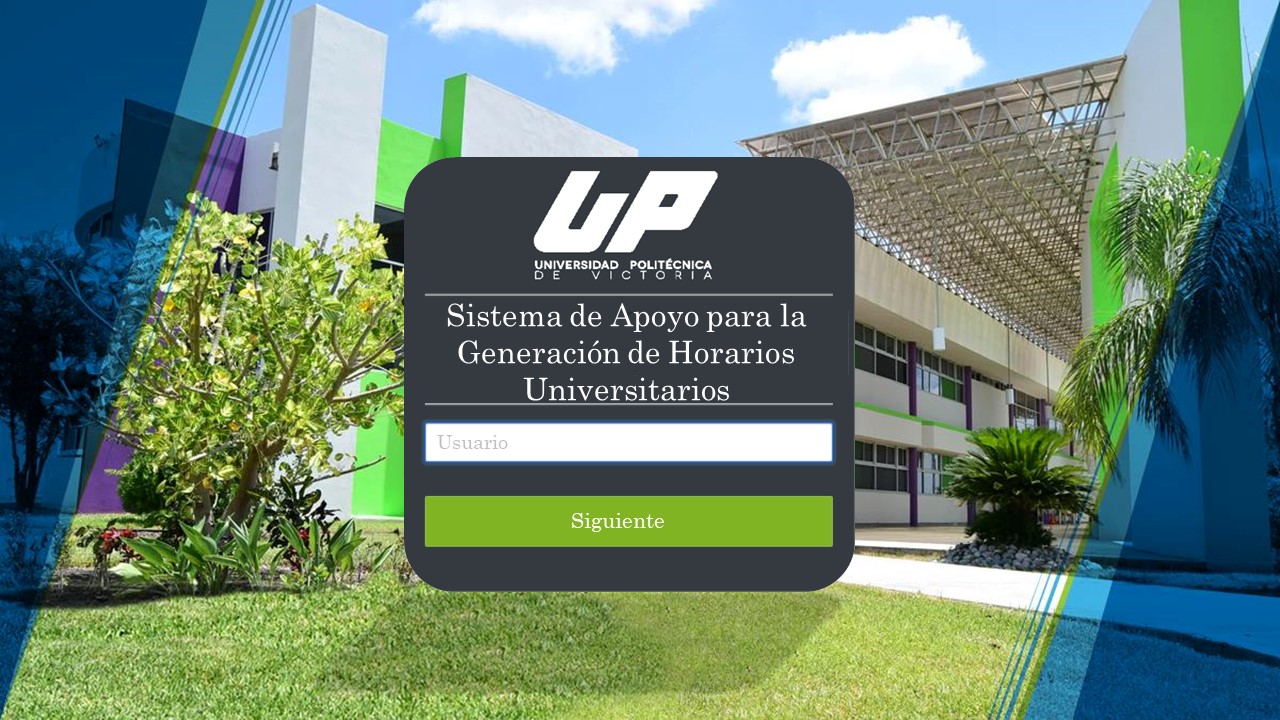 UP
UNIVERSIDAD POLITÉCNICA
DE VICTORIA
Sistema de Apoyo para la
Generación de Horarios
Universitarios
Usuario
Siguiente